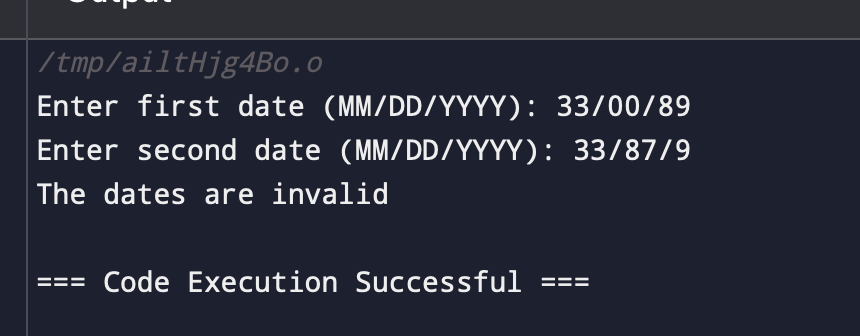 /tmp/ailtHjg4Bo.o
Enter first date (MM/DD/YYYY): 33/00/89
Enter second date (MM/DD/YYYY): 33/87/9
The dates are invalid
=== Code Execution Successful ===